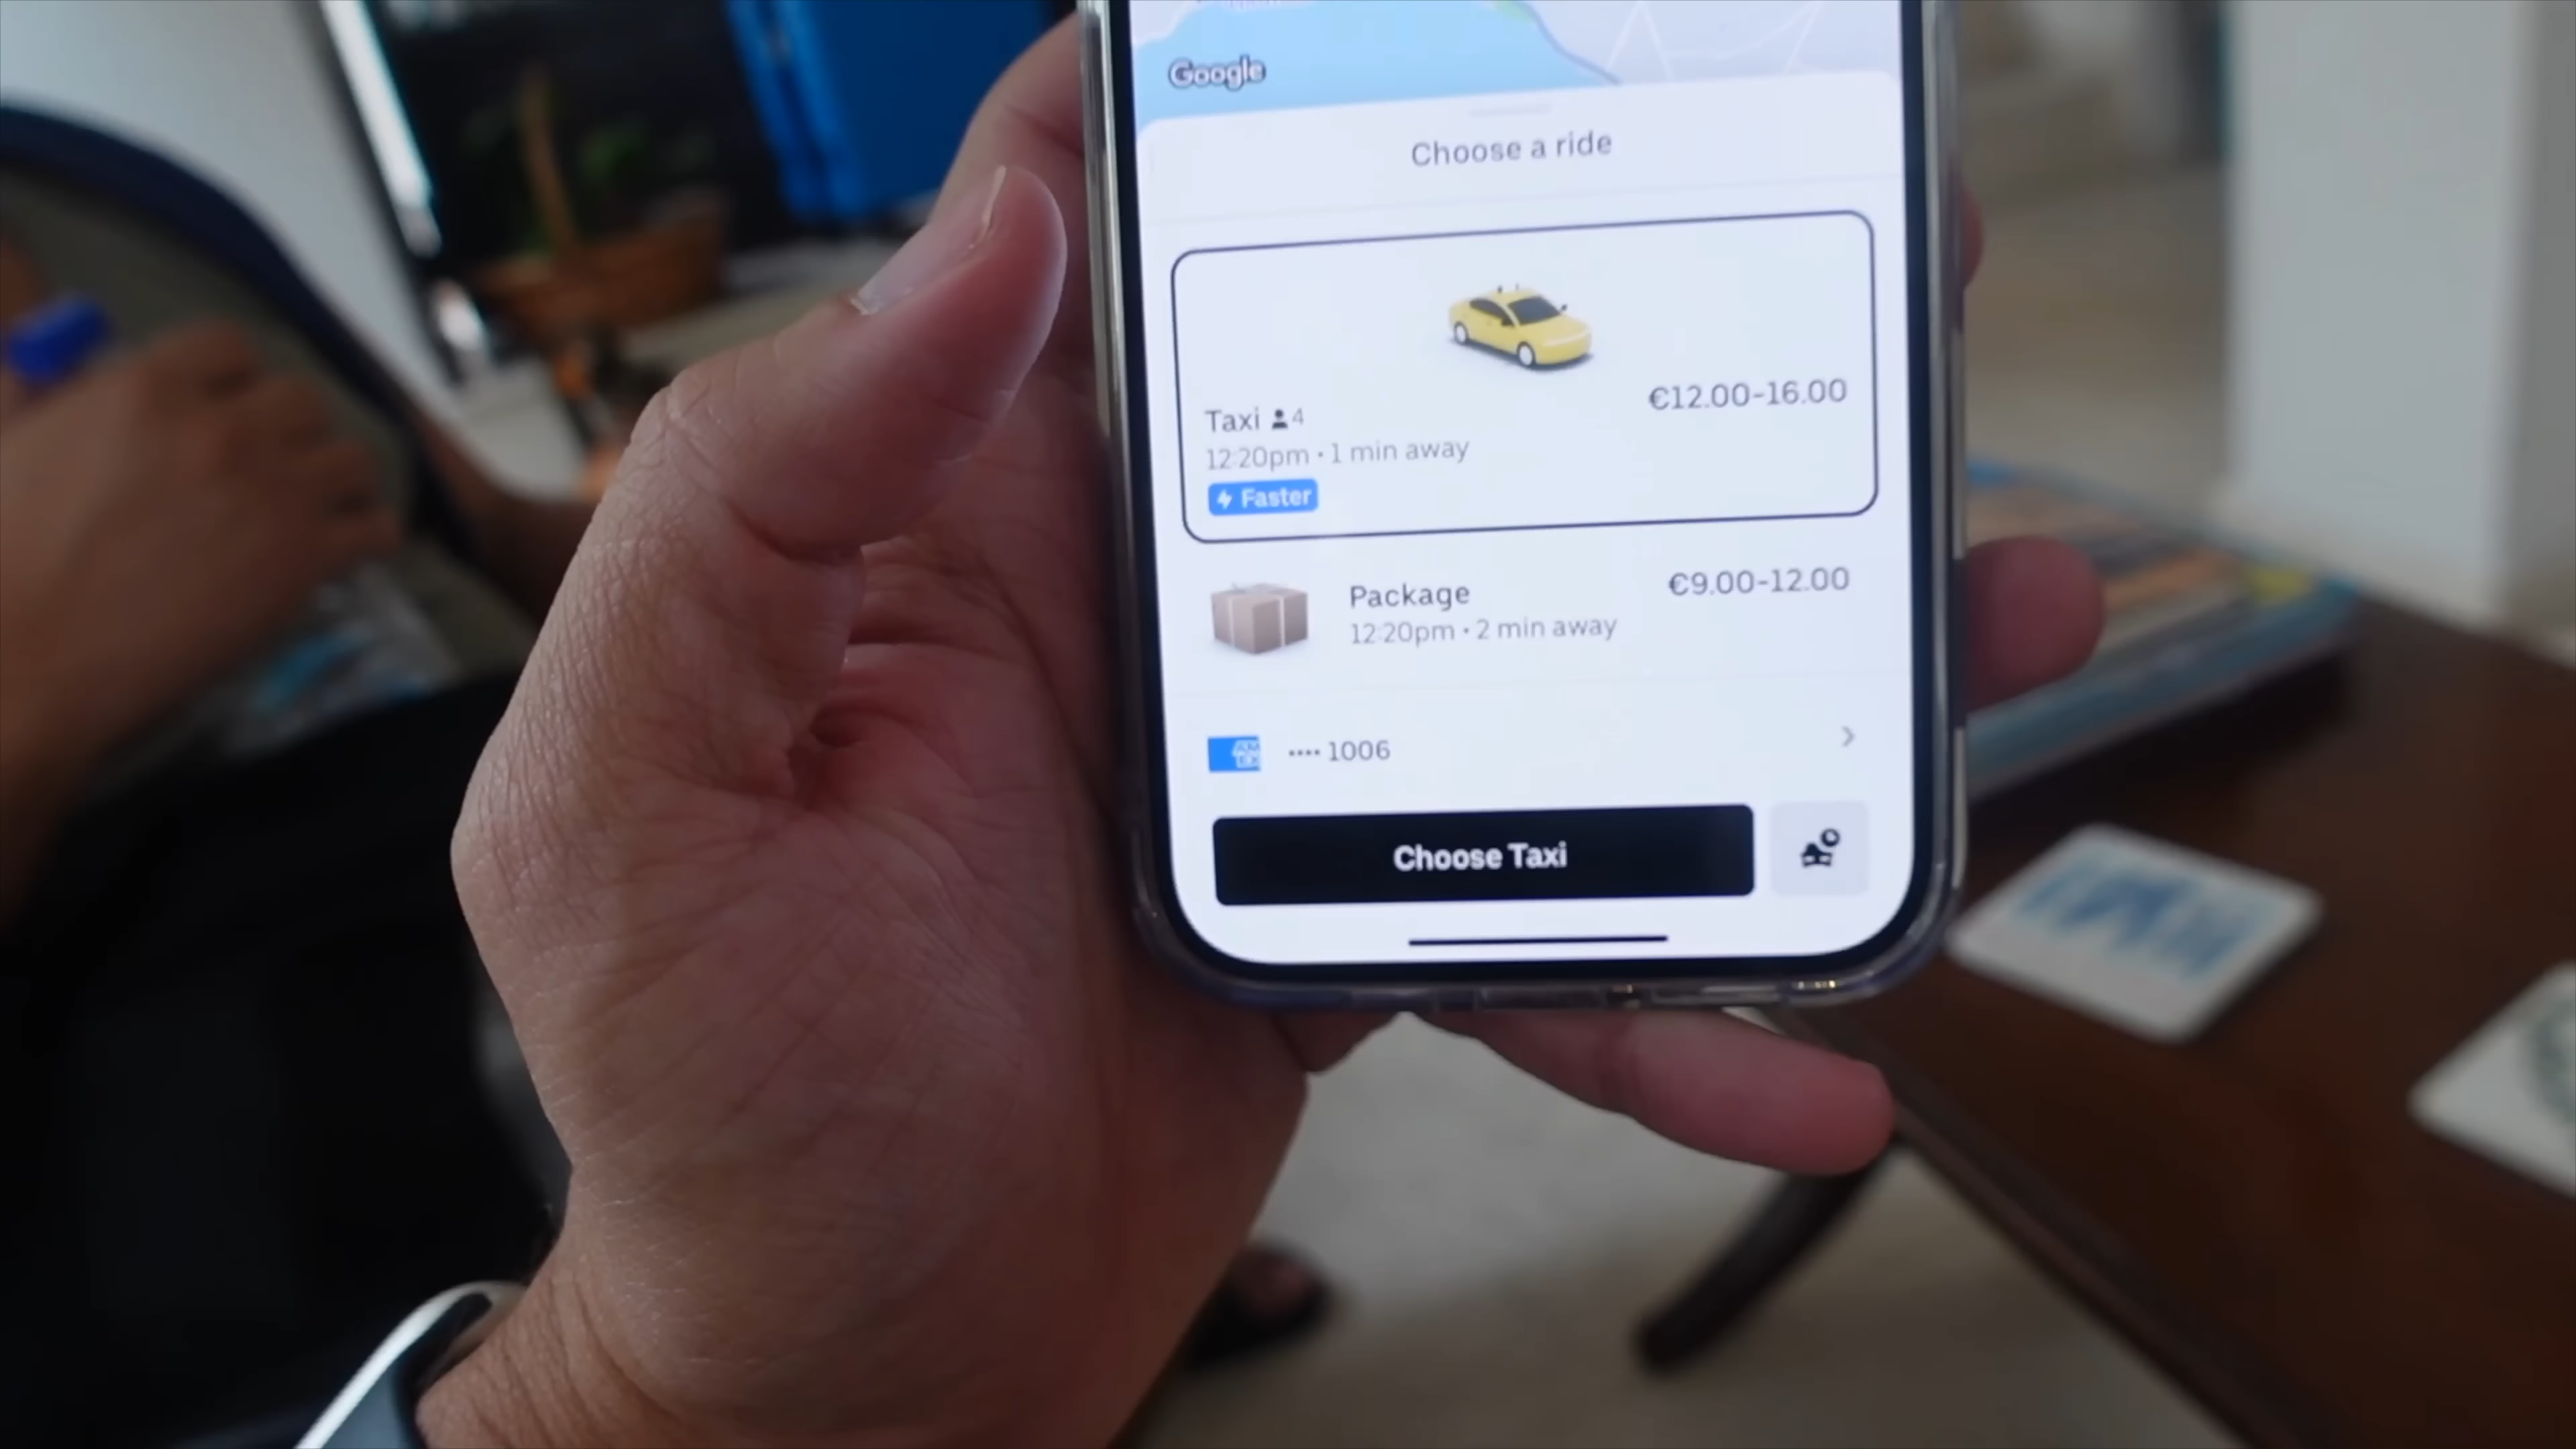 Google
Choose a ride
Taxi 4
€12.00-16.00
12:20pm • 1 min away
Faster
Package
€9.00-12.00
12:20pm • 2 min away
•••• 1006
Choose Taxi